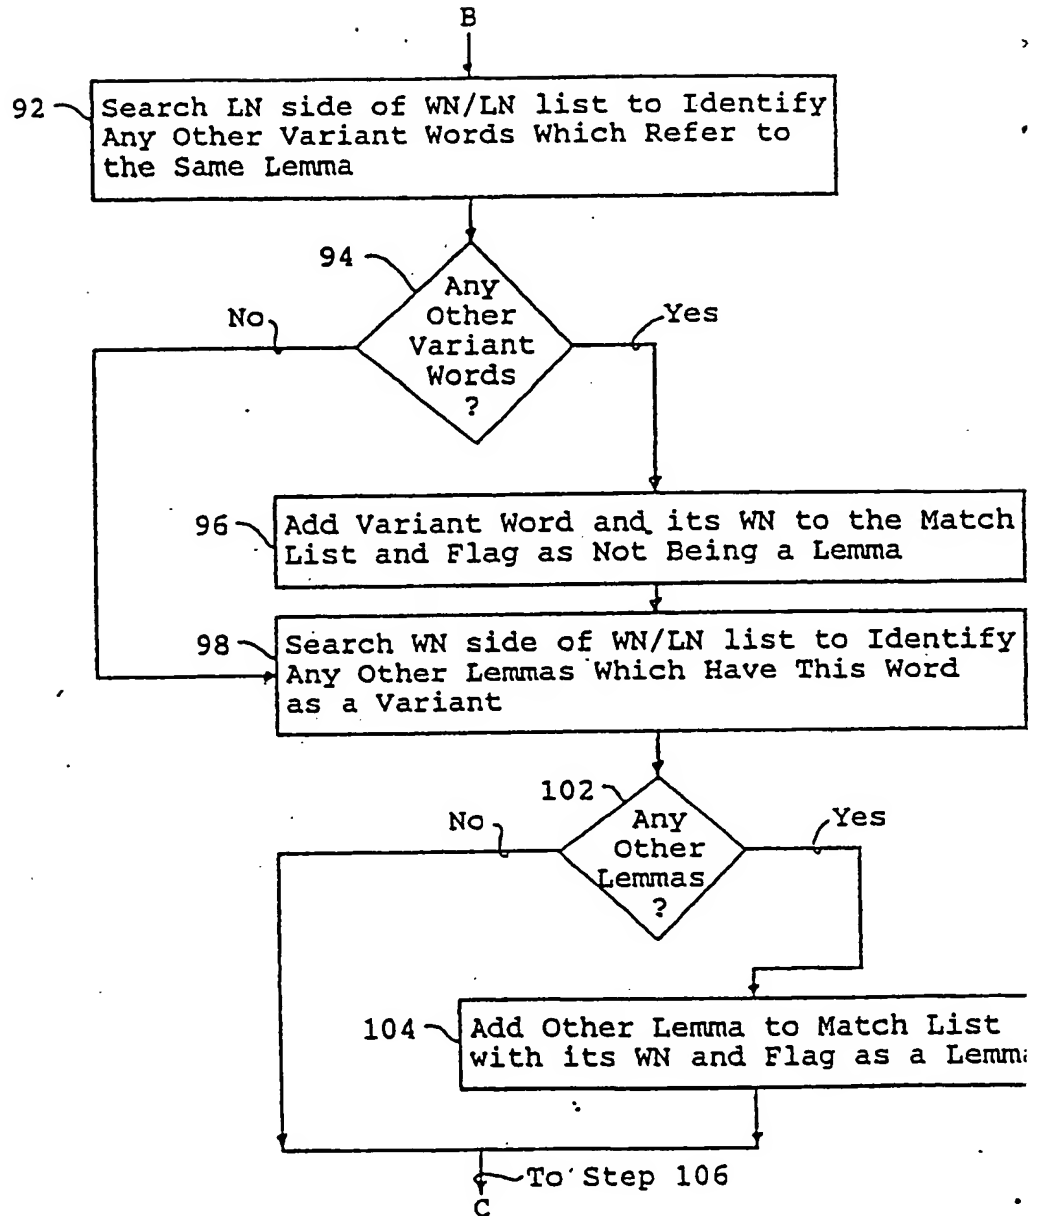 B
92
Search LN side of WN/LN list to Identify
Any Other Variant Words Which Refer to
the Same Lemma
94
Any
Other
Variant
Words
?
No
Yes
96
Add Variant Word and its WN to the Match
List and Flag as Not Being a Lemma
98
Search WN side of WN/LN list to Identify
Any Other Lemmas Which Have This Word
as a Variant
102
Any
Other
Lemmas
?
No
Yes
104
Add Other Lemma to Match List
with its WN and Flag as a Lemma
To Step 106
C